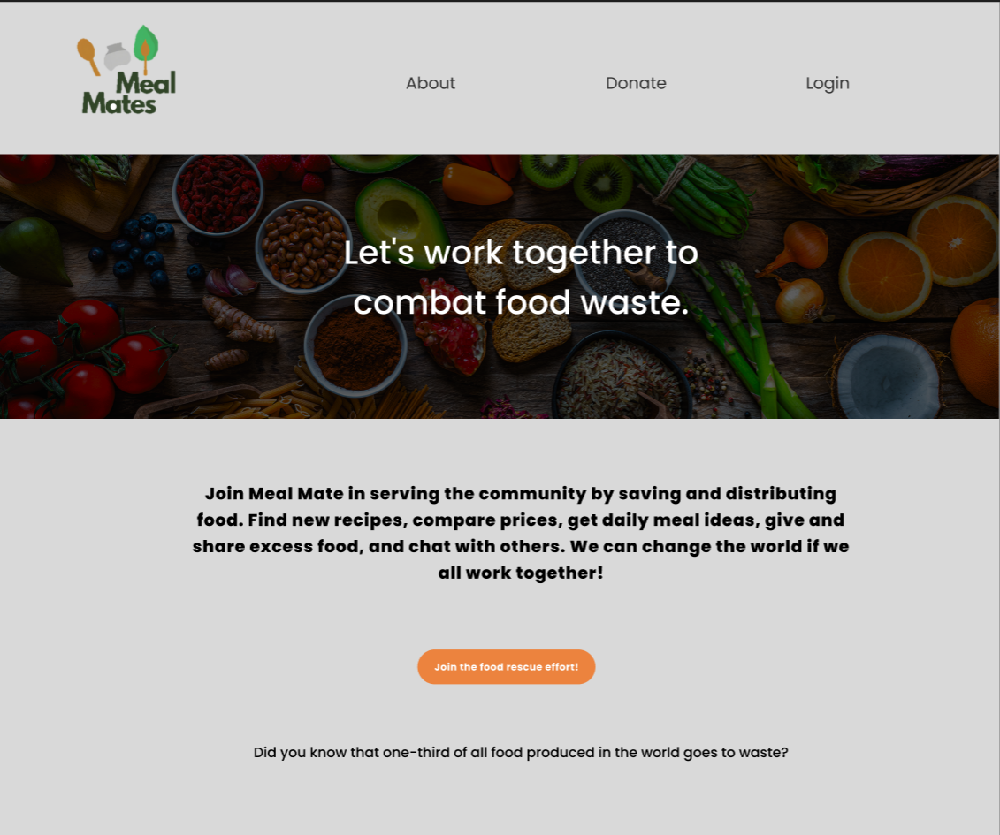 Meal
Mates
About
Donate
Login
Let's work together to
combat food waste.
Join Meal Mate in serving the community by saving and distributing
food. Find new recipes, compare prices, get daily meal ideas, give and
share excess food, and chat with others. We can change the world if we
all work together!
Join the food rescue effort!
Did you know that one-third of all food produced in the world goes to waste?